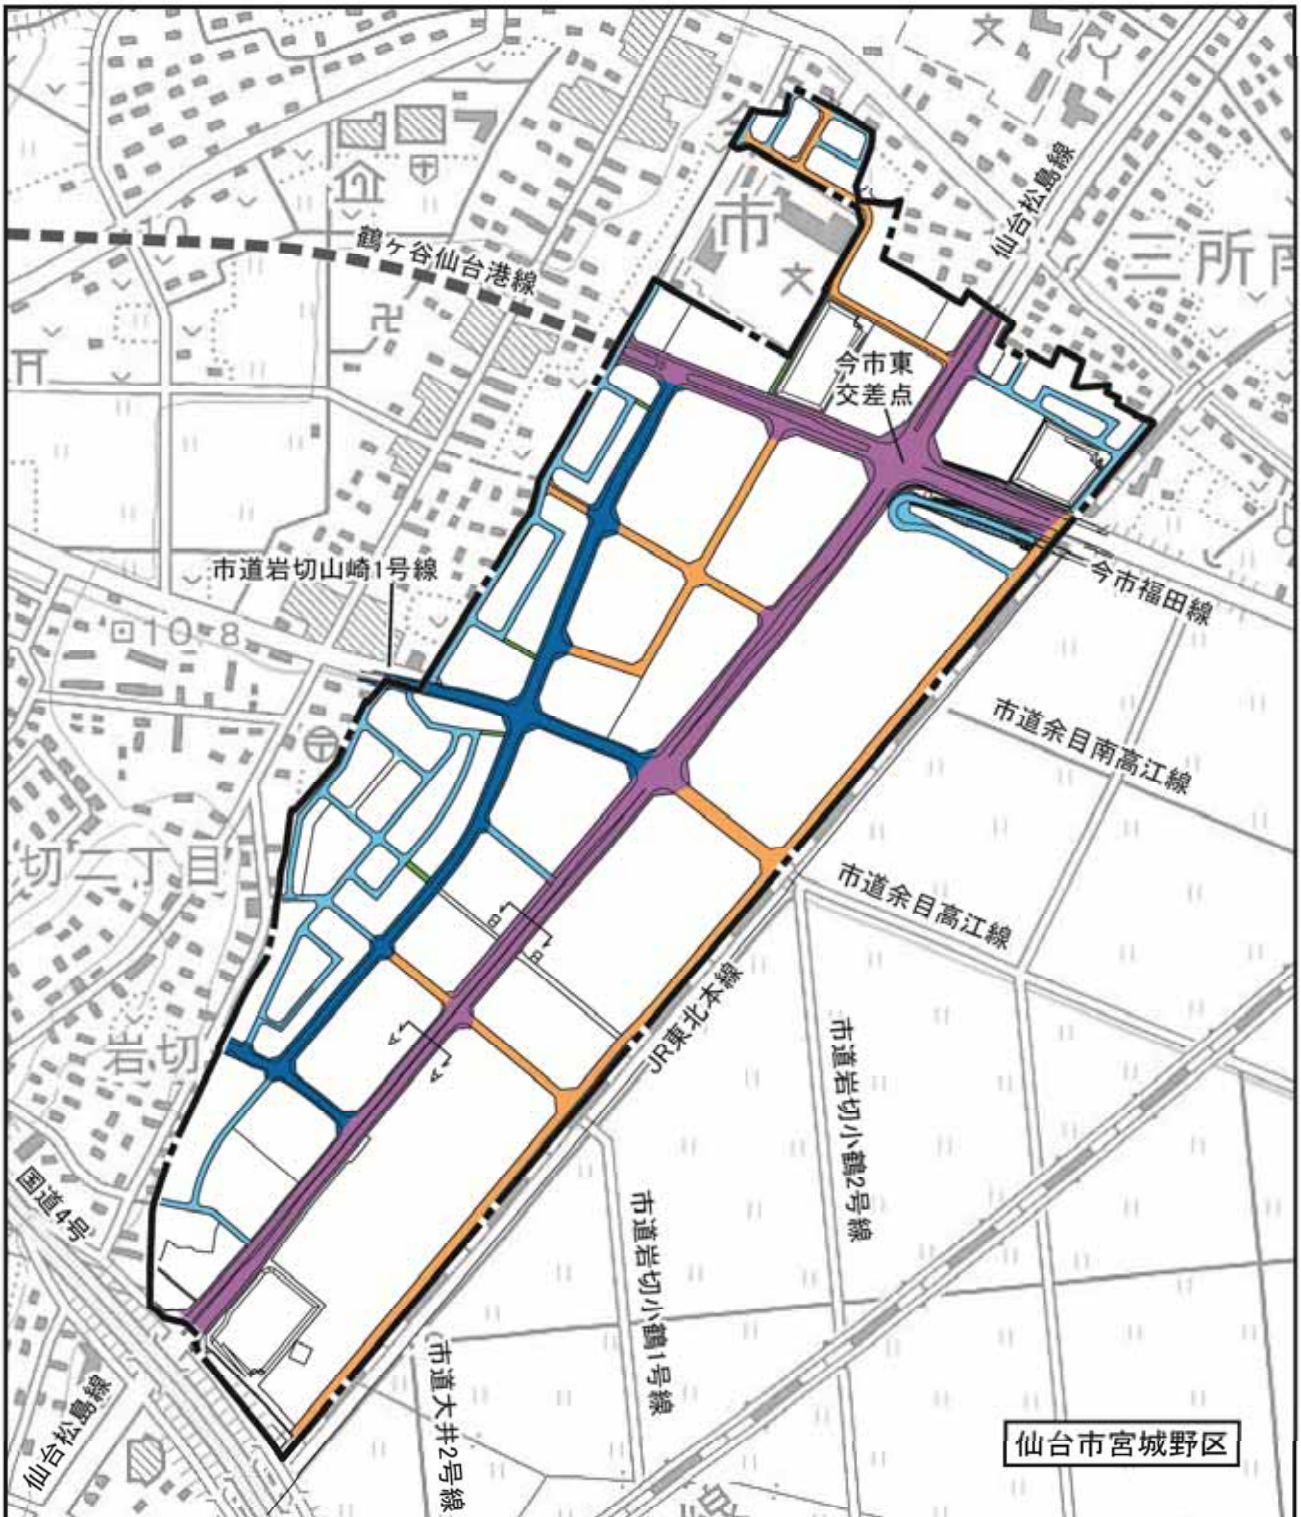 仙台松島線
鶴ヶ谷仙台港線
市
三所南
今市東
交差点
市道岩切山崎1号線
10.8
今市福田線
市道余目南高江線
切二丁目
市道余目高江線
B
B
JR東北本線
岩切
A
A
市道岩切小鶴2号線
国道4号
市道岩切小鶴1号線
市道大井2号線
仙台松島線
仙台市宮城野区